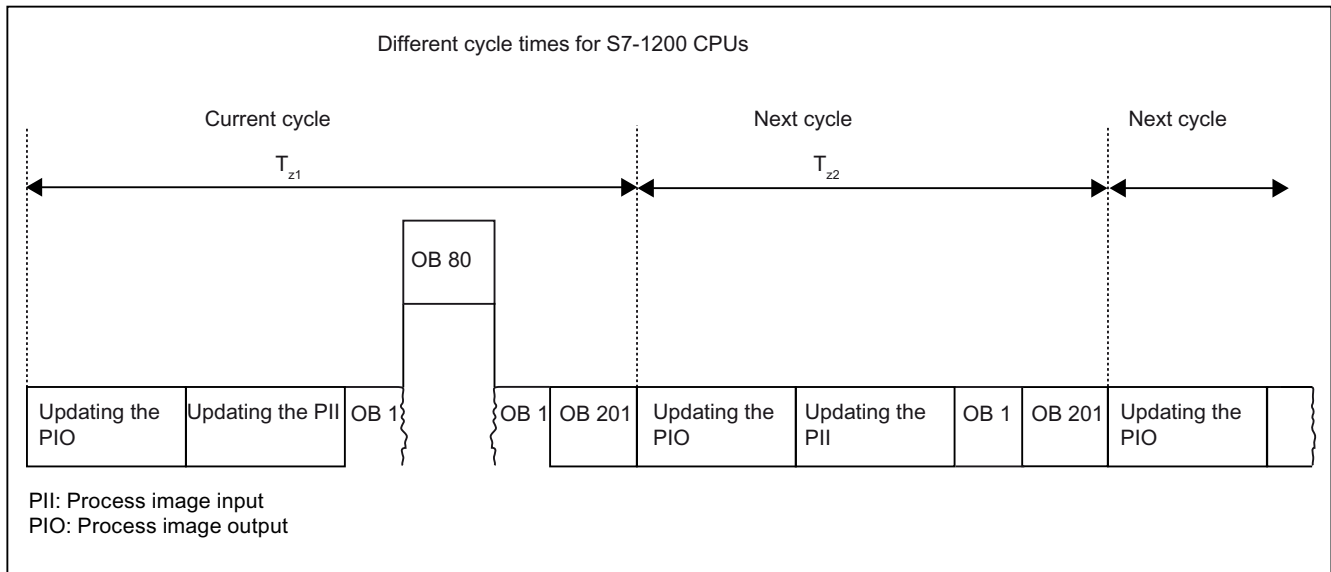 Different cycle times for S7-1200 CPUs
Current cycle
Next cycle
Next cycle
Tz1
Tz2
OB 80
Updating the
PIO
Updating the PII
OB 1
OB 1
OB 201
Updating the
PIO
Updating the
PII
OB 1
OB 201
Updating the
PIO
PII: Process image input
PIO: Process image output